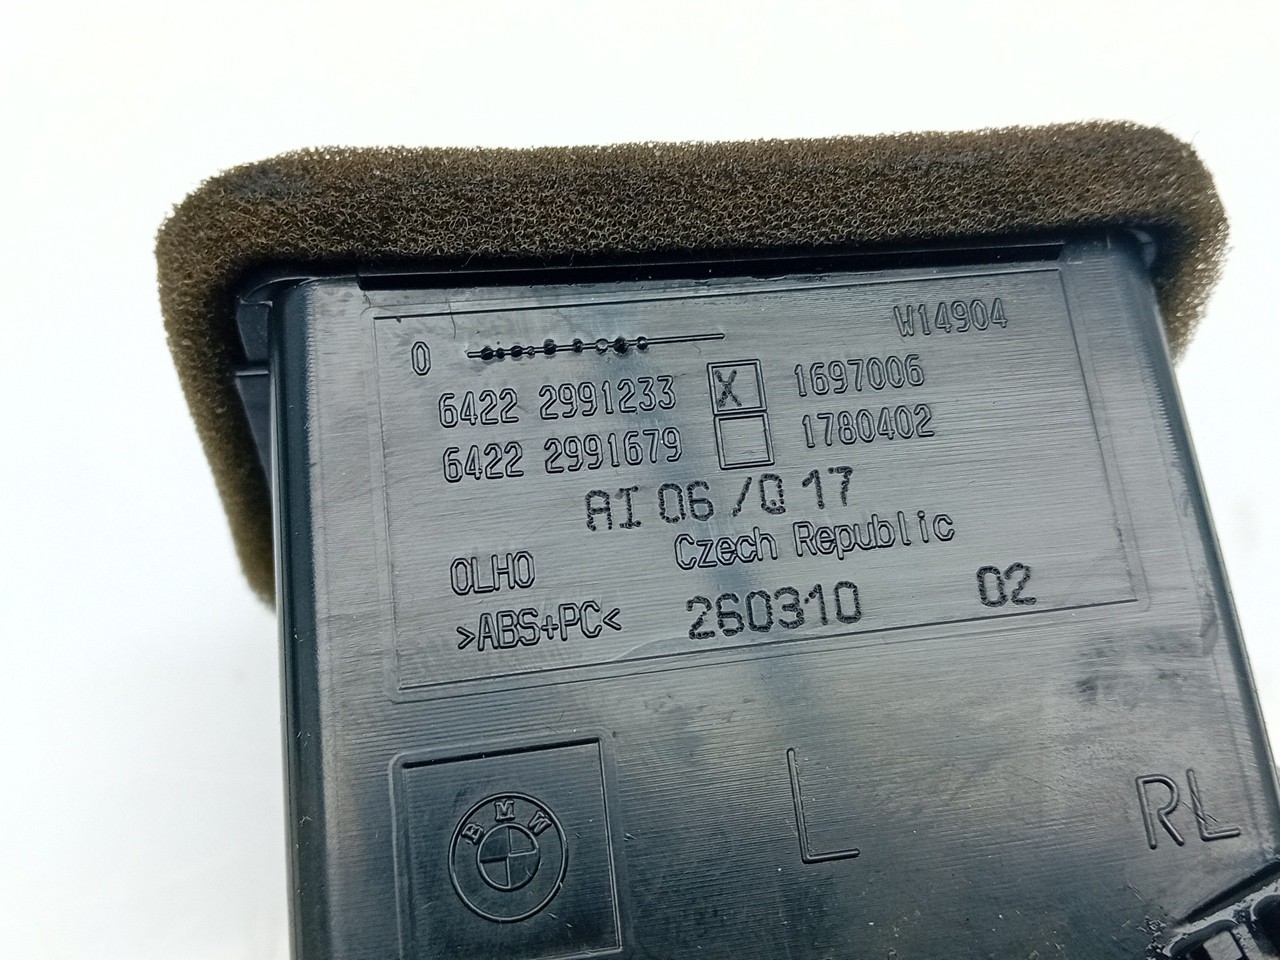 W14904
0
6422 2991233 X 1697006
6422 2991679 1780402
AI 06 /Q 17
OLHO Czech Republic
>ABS+PC< 260310 02
BMW
L RL